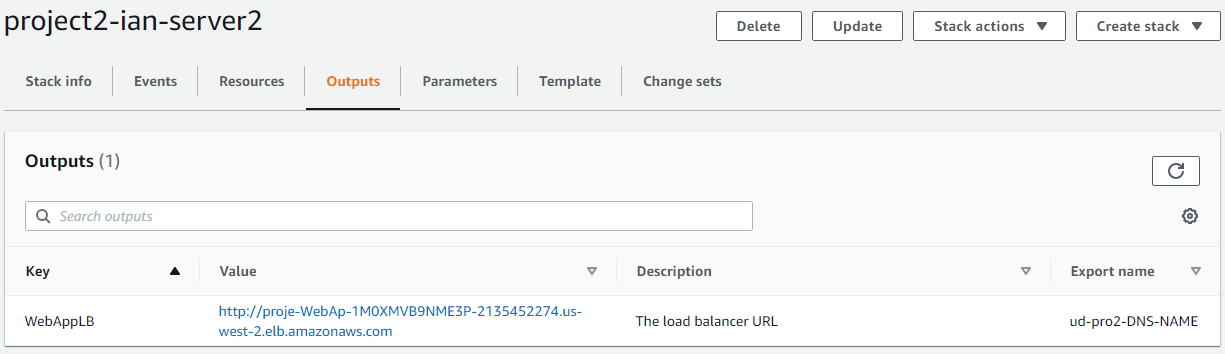 project2-ian-server2
Delete
Update
Stack actions
Create stack
Stack info
Events
Resources
Outputs
Parameters
Template
Change sets
Outputs (1)
Search outputs
Key
Value
Description
Export name
WebAppLB
http://proje-WebAp-1M0XMVB9NME3P-2135452274.us-
west-2.elb.amazonaws.com
The load balancer URL
ud-pro2-DNS-NAME